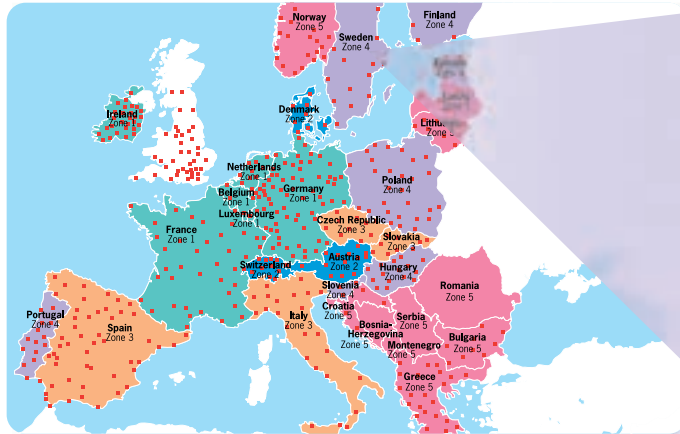 Norway
Zone 5
Finland
Zone 4
Sweden
Zone 4
Ireland
Zone 1
Denmark
Zone 2
Netherlands
Zone 1
Belgium
Zone 1
Germany
Zone 1
Luxembourg
Zone 1
Poland
Zone 4
France
Zone 1
Czech Republic
Zone 3
Slovakia
Zone 3
Switzerland
Zone 2
Austria
Zone 2
Hungary
Zone 4
Slovenia
Zone 4
Romania
Zone 5
Croatia
Zone 5
Portugal
Zone 4
Spain
Zone 3
Italy
Zone 3
Bosnia-
Herzegovina
Zone 5
Serbia
Zone 5
Montenegro
Zone 5
Bulgaria
Zone 5
Greece
Zone 5